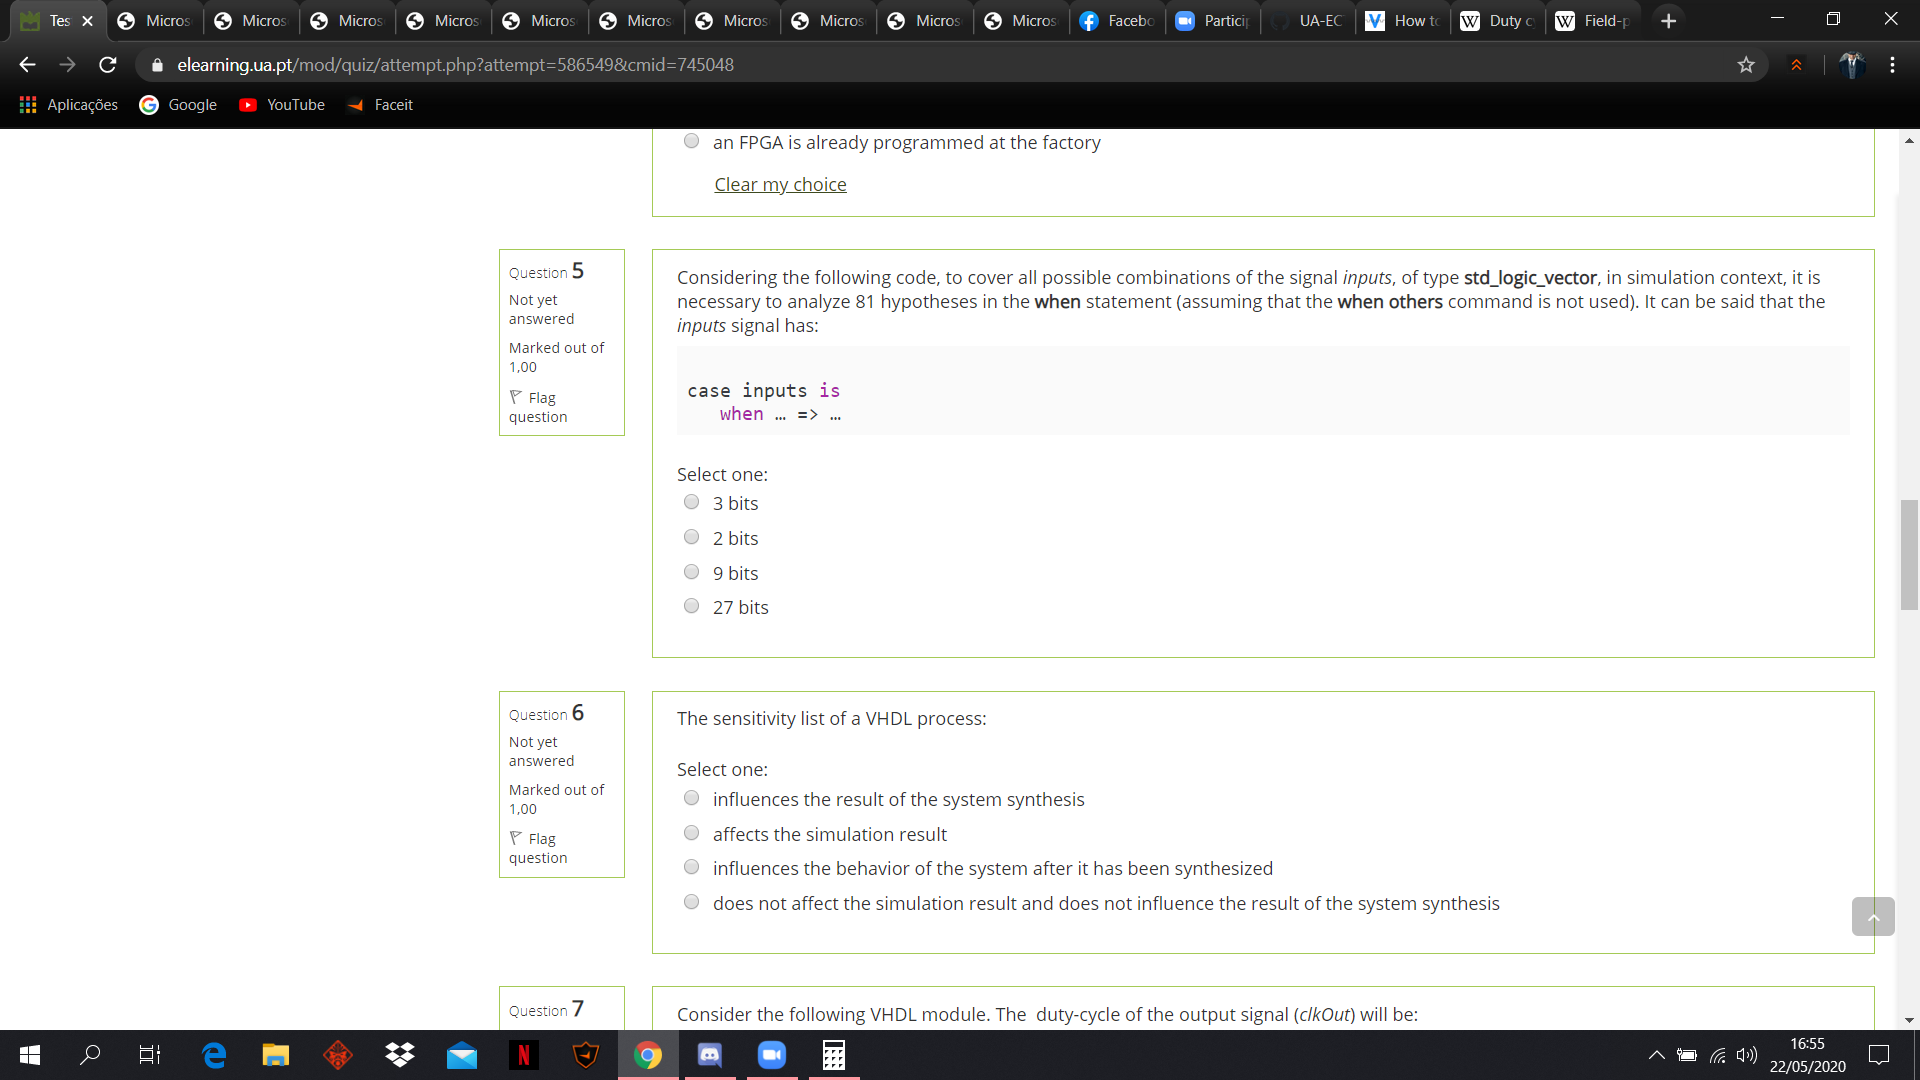 Tes
Micros
Micros
Micros
Micros
Micros
Micros
Micros
Micros
Micros
Micros
Facebo
Particip
UA-EC
How to
Duty c
Field-p
elearning.ua.pt/mod/quiz/attempt.php?attempt=586549&cmid=745048
Aplicações
Google
YouTube
Faceit
an FPGA is already programmed at the factory
Clear my choice
Question 5
Not yet
answered
Marked out of
1,00
Flag
question
Considering the following code, to cover all possible combinations of the signal inputs, of type std_logic_vector, in simulation context, it is
necessary to analyze 81 hypotheses in the when statement (assuming that the when others command is not used). It can be said that the
inputs signal has:
case inputs is
when … => …
Select one:
3 bits
2 bits
9 bits
27 bits
Question 6
Not yet
answered
Marked out of
1,00
Flag
question
The sensitivity list of a VHDL process:
Select one:
influences the result of the system synthesis
affects the simulation result
influences the behavior of the system after it has been synthesized
does not affect the simulation result and does not influence the result of the system synthesis
Question 7
Consider the following VHDL module. The duty-cycle of the output signal (clkOut) will be:
16:55
22/05/2020